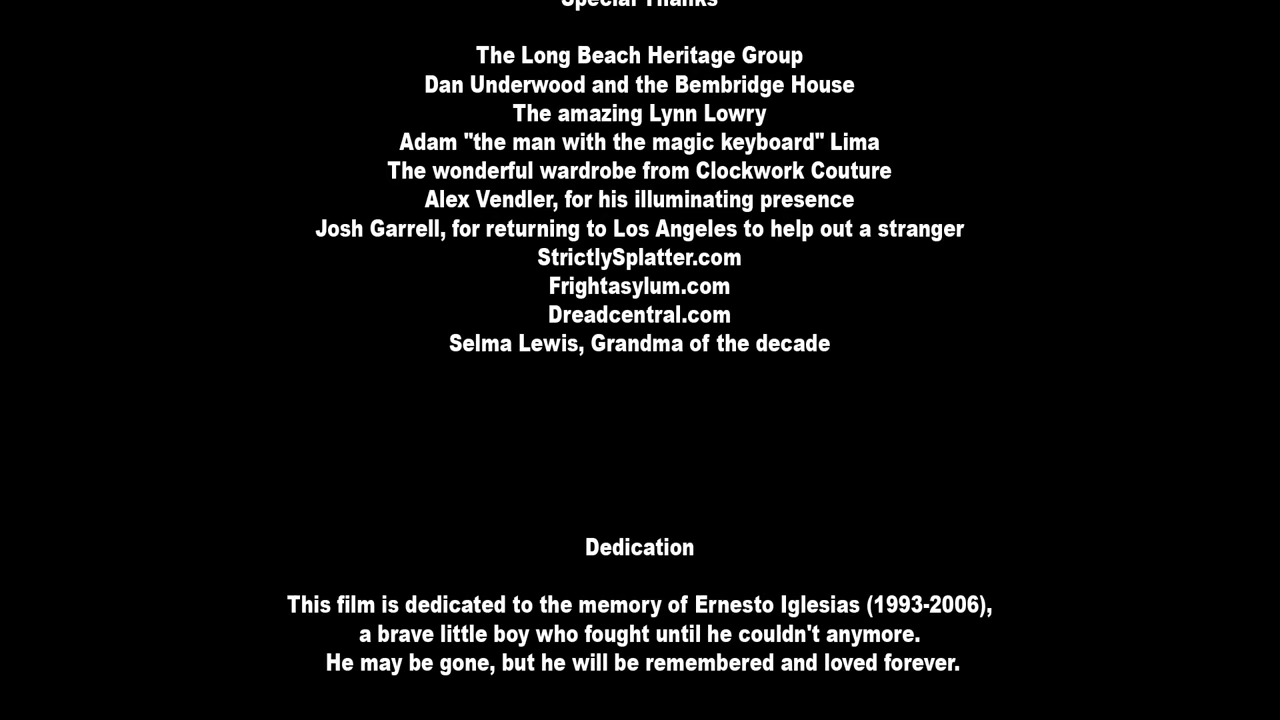 Special Thanks
The Long Beach Heritage Group
Dan Underwood and the Bembridge House
The amazing Lynn Lowry
Adam "the man with the magic keyboard" Lima
The wonderful wardrobe from Clockwork Couture
Alex Vendler, for his illuminating presence
Josh Garrell, for returning to Los Angeles to help out a stranger
StrictlySplatter.com
Frightasylum.com
Dreadcentral.com
Selma Lewis, Grandma of the decade
Dedication
This film is dedicated to the memory of Ernesto Iglesias (1993-2006),
a brave little boy who fought until he couldn't anymore.
He may be gone, but he will be remembered and loved forever.